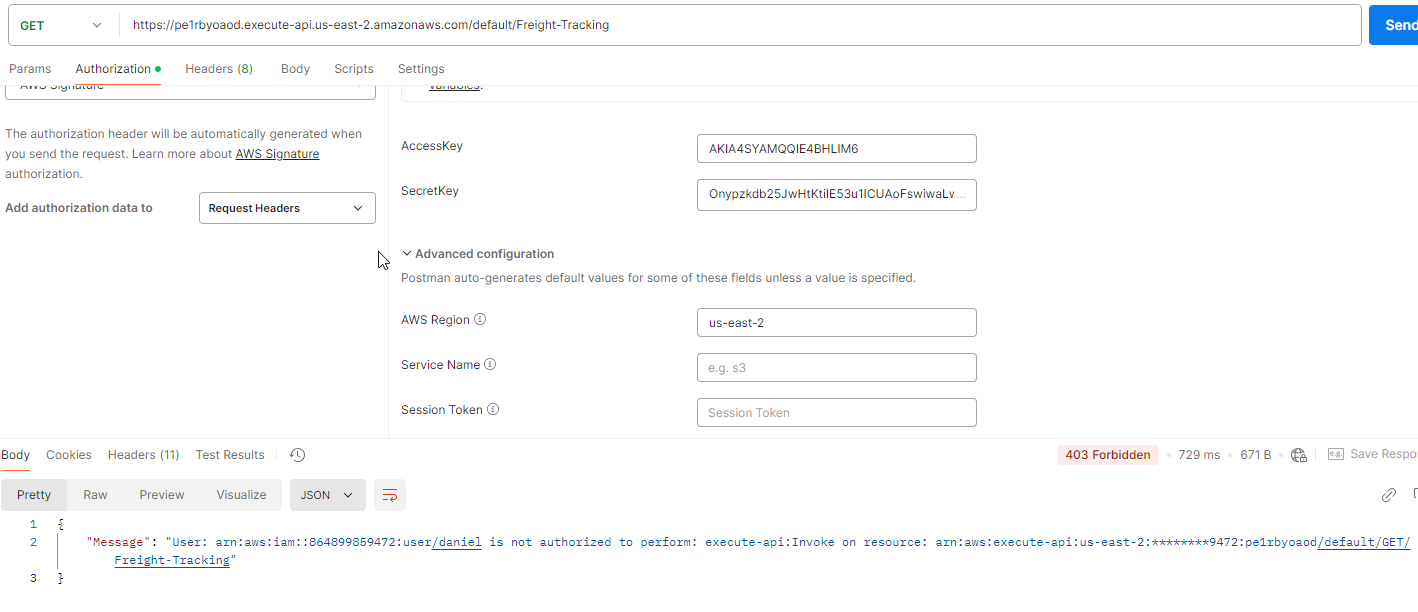 GET https://pe1rbyoaod.execute-api.us-east-2.amazonaws.com/default/Freight-Tracking Send
Params Authorization Headers (8) Body Scripts Settings
AWS Signature
variables.
The authorization header will be automatically generated when
you send the request. Learn more about AWS Signature
authorization.
Add authorization data to Request Headers
AccessKey AKIA4SYAMQQIE4BHLIM6
SecretKey Onypzkdb25JwHtKtiIE53u1ICUAoFswiwaLv...
Advanced configuration
Postman auto-generates default values for some of these fields unless a value is specified.
AWS Region us-east-2
Service Name e.g. s3
Session Token Session Token
Body Cookies Headers (11) Test Results 403 Forbidden 729 ms 671 B e.g. Save Respo
Pretty Raw Preview Visualize JSON
1 {
2 "Message": "User: arn:aws:iam::864899859472:user/daniel is not authorized to perform: execute-api:Invoke on resource: arn:aws:execute-api:us-east-2:********9472:pe1rbyoaod/default/GET/
Freight-Tracking"
3 }